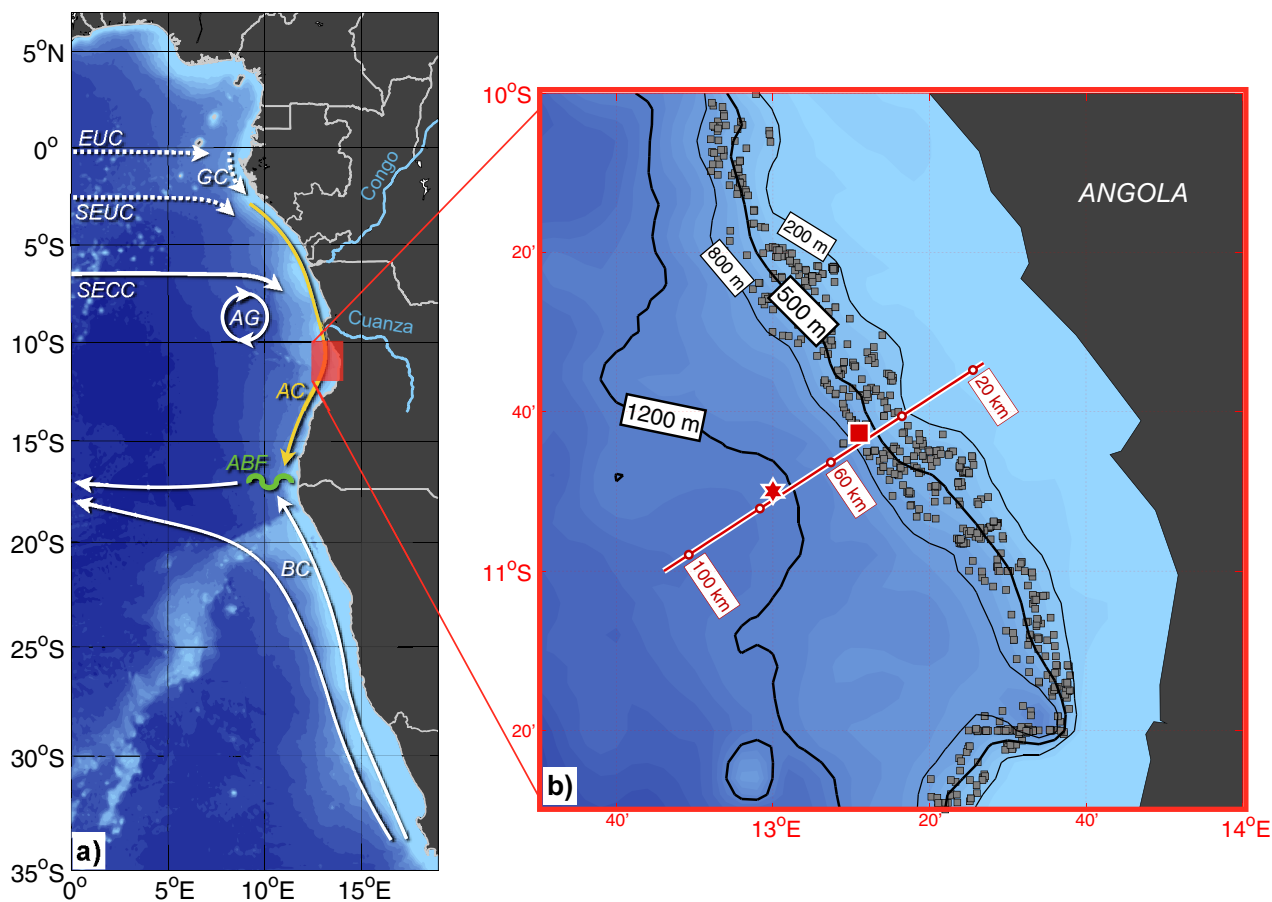 5°N
0°
5°S
10°S
15°S
20°S
25°S
30°S
35°S
0°
5°E
10°E
15°E
EUC
GC
SEUC
SECC
AG
AC
ABF
BC
Congo
Cuanza
a)
10°S
20'
40'
11°S
20'
40'
13°E
20'
40'
14°E
ANGOLA
200 m
800 m
500 m
1200 m
20 km
60 km
100 km
b)